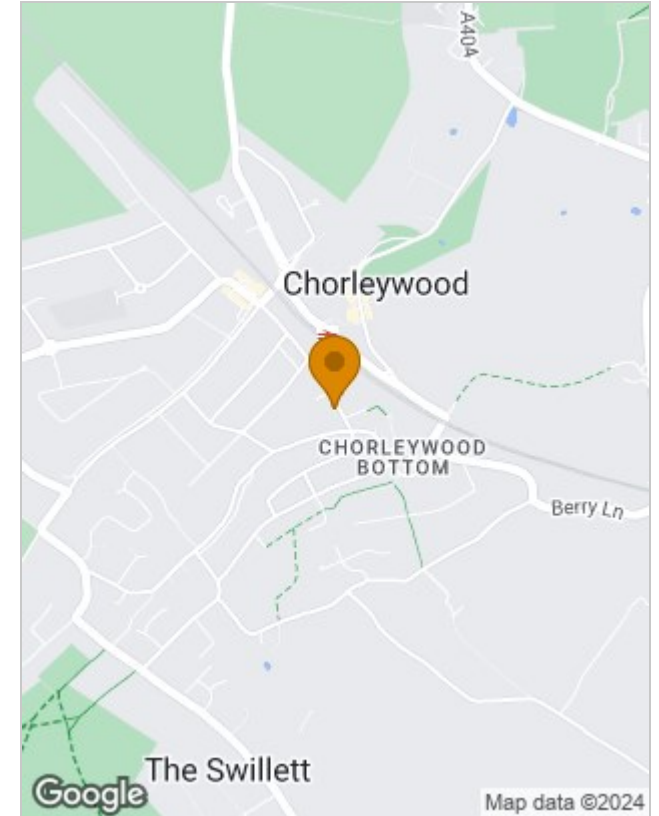 A404
Chorleywood
CHORLEYWOOD
BOTTOM
Berry Ln
The Swillett
Google
Map data ©2024